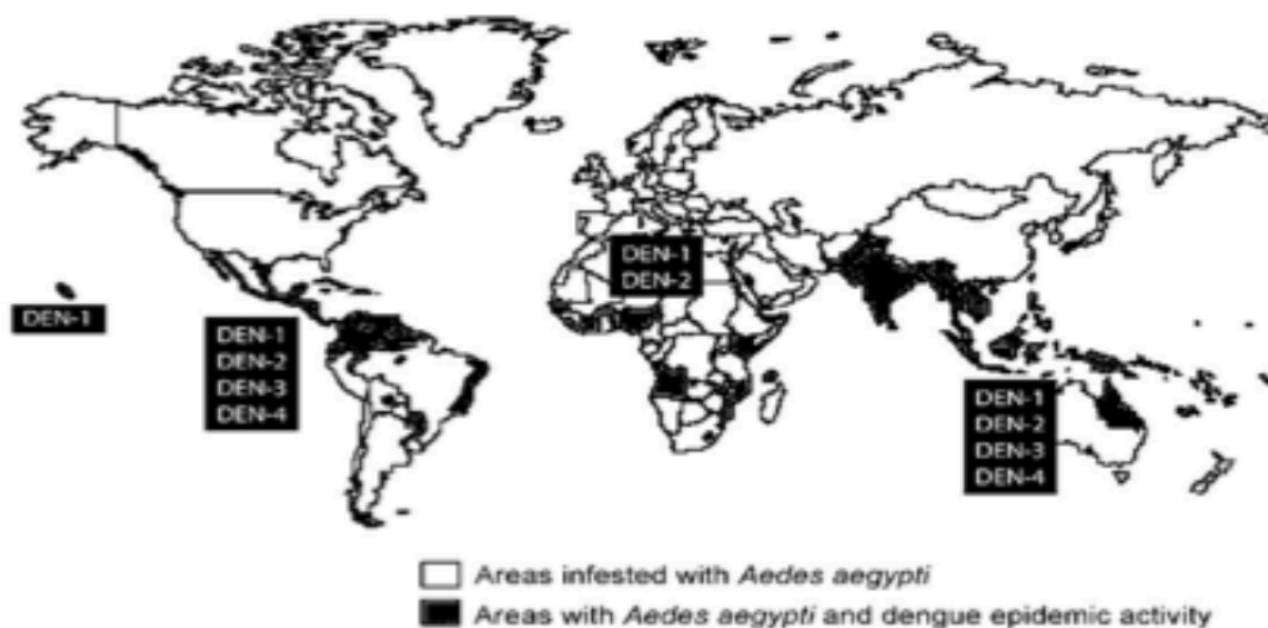 DEN-1
DEN-2
DEN-1
DEN-1
DEN-2
DEN-3
DEN-4
DEN-1
DEN-2
DEN-3
DEN-4
Areas infested with Aedes aegypti
Areas with Aedes aegypti and dengue epidemic activity